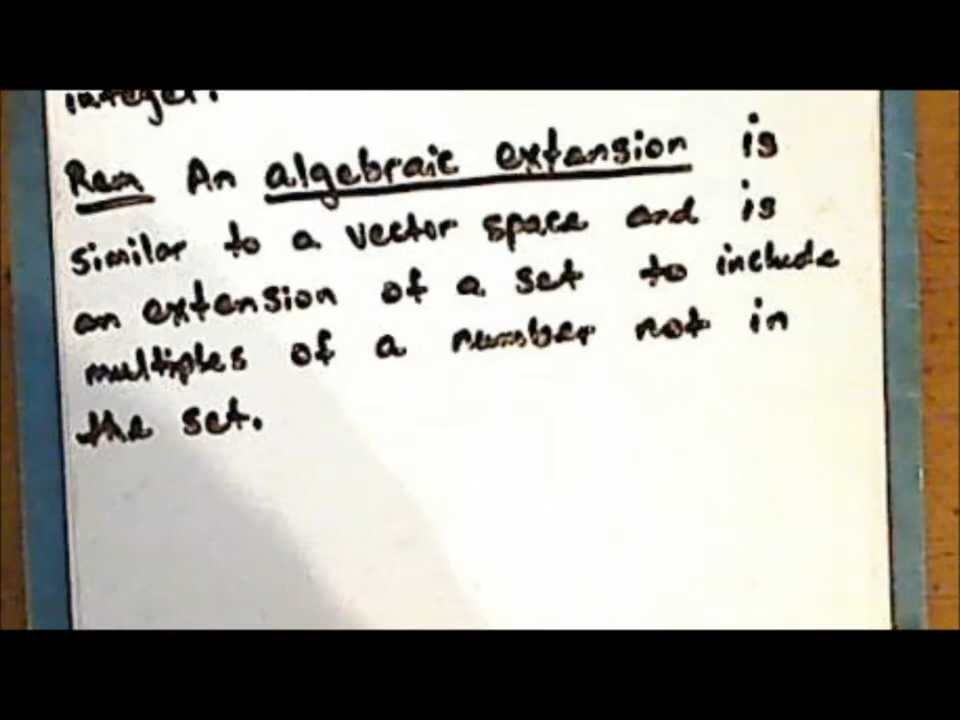 integer.
Rem An algebraic extension is
similar to a vector space and is
an extension of a set to include
multiples of a number not in
the set.